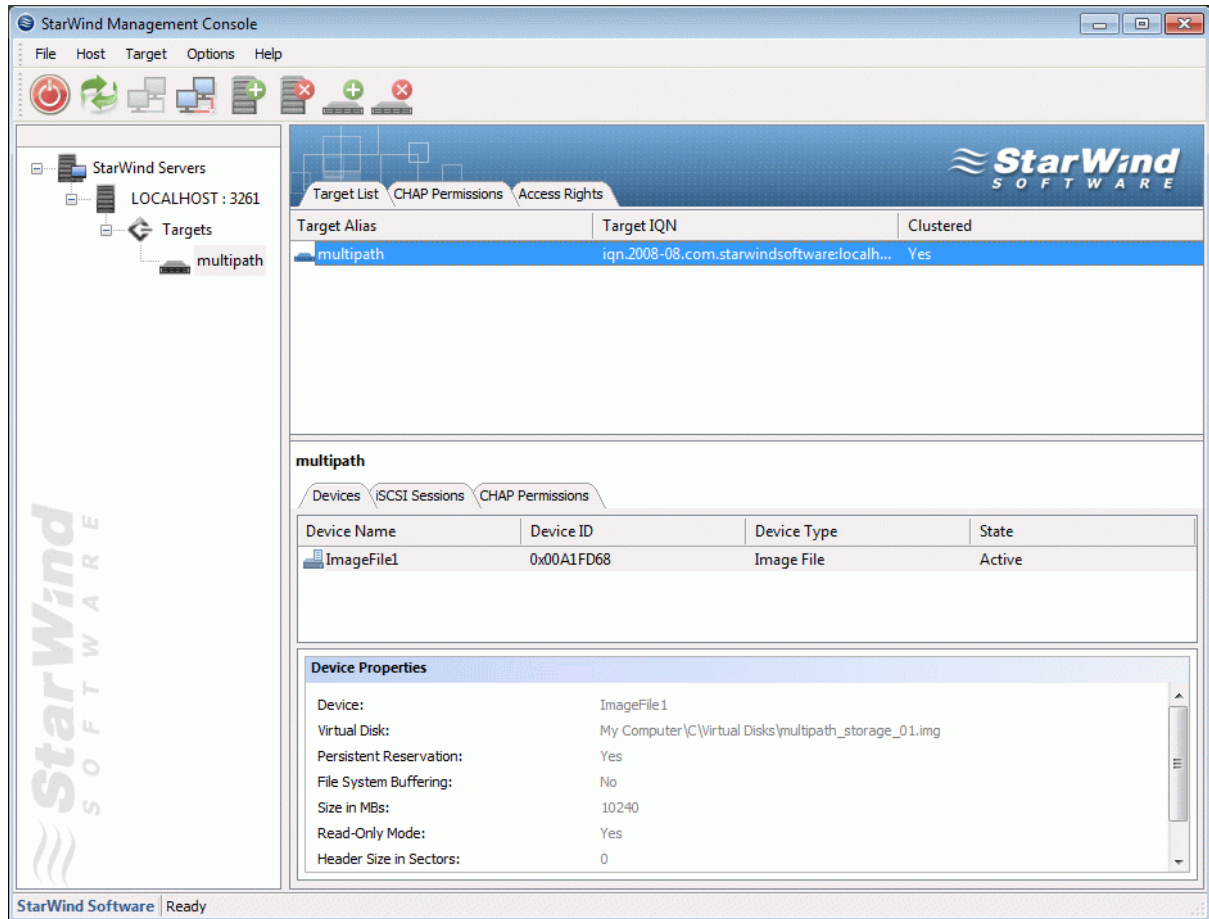 StarWind Management Console
File Host Target Options Help
StarWind Servers
LOCALHOST : 3261
Targets
multipath
StarWind
SOFTWARE
Target List CHAP Permissions Access Rights
Target Alias Target IQN Clustered
multipath iqn.2008-08.com.starwindsoftware:localh... Yes
multipath
Devices iSCSI Sessions CHAP Permissions
Device Name Device ID Device Type State
ImageFile1 0x00A1FD68 Image File Active
Device Properties
Device: ImageFile1
Virtual Disk: My Computer\C\Virtual Disks\multipath_storage_01.img
Persistent Reservation: Yes
File System Buffering: No
Size in MBs: 10240
Read-Only Mode: Yes
Header Size in Sectors: 0
StarWind
SOFTWARE
StarWind Software Ready